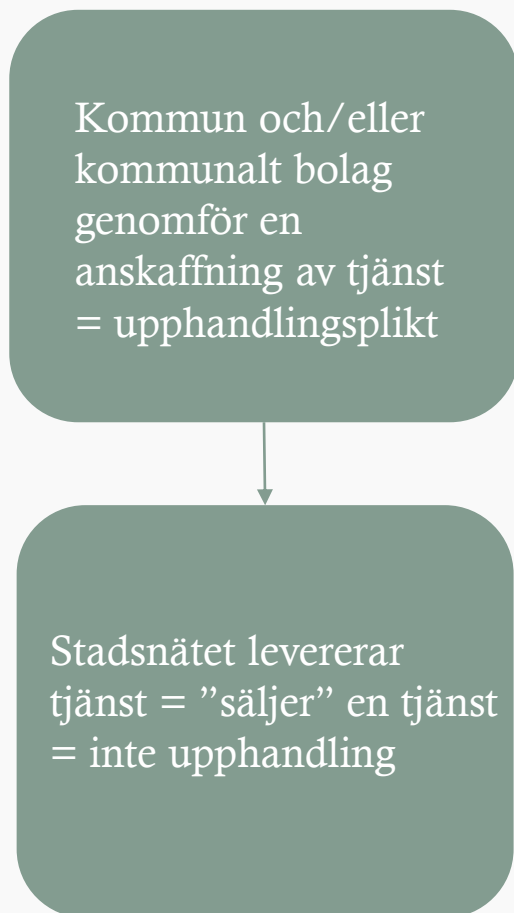 Kommun och/eller
kommunalt bolag
genomför en
anskaffning av tjänst
= upphandlingsplikt
Stadsnätet levererar
tjänst = ”säljer” en tjänst
= inte upphandling